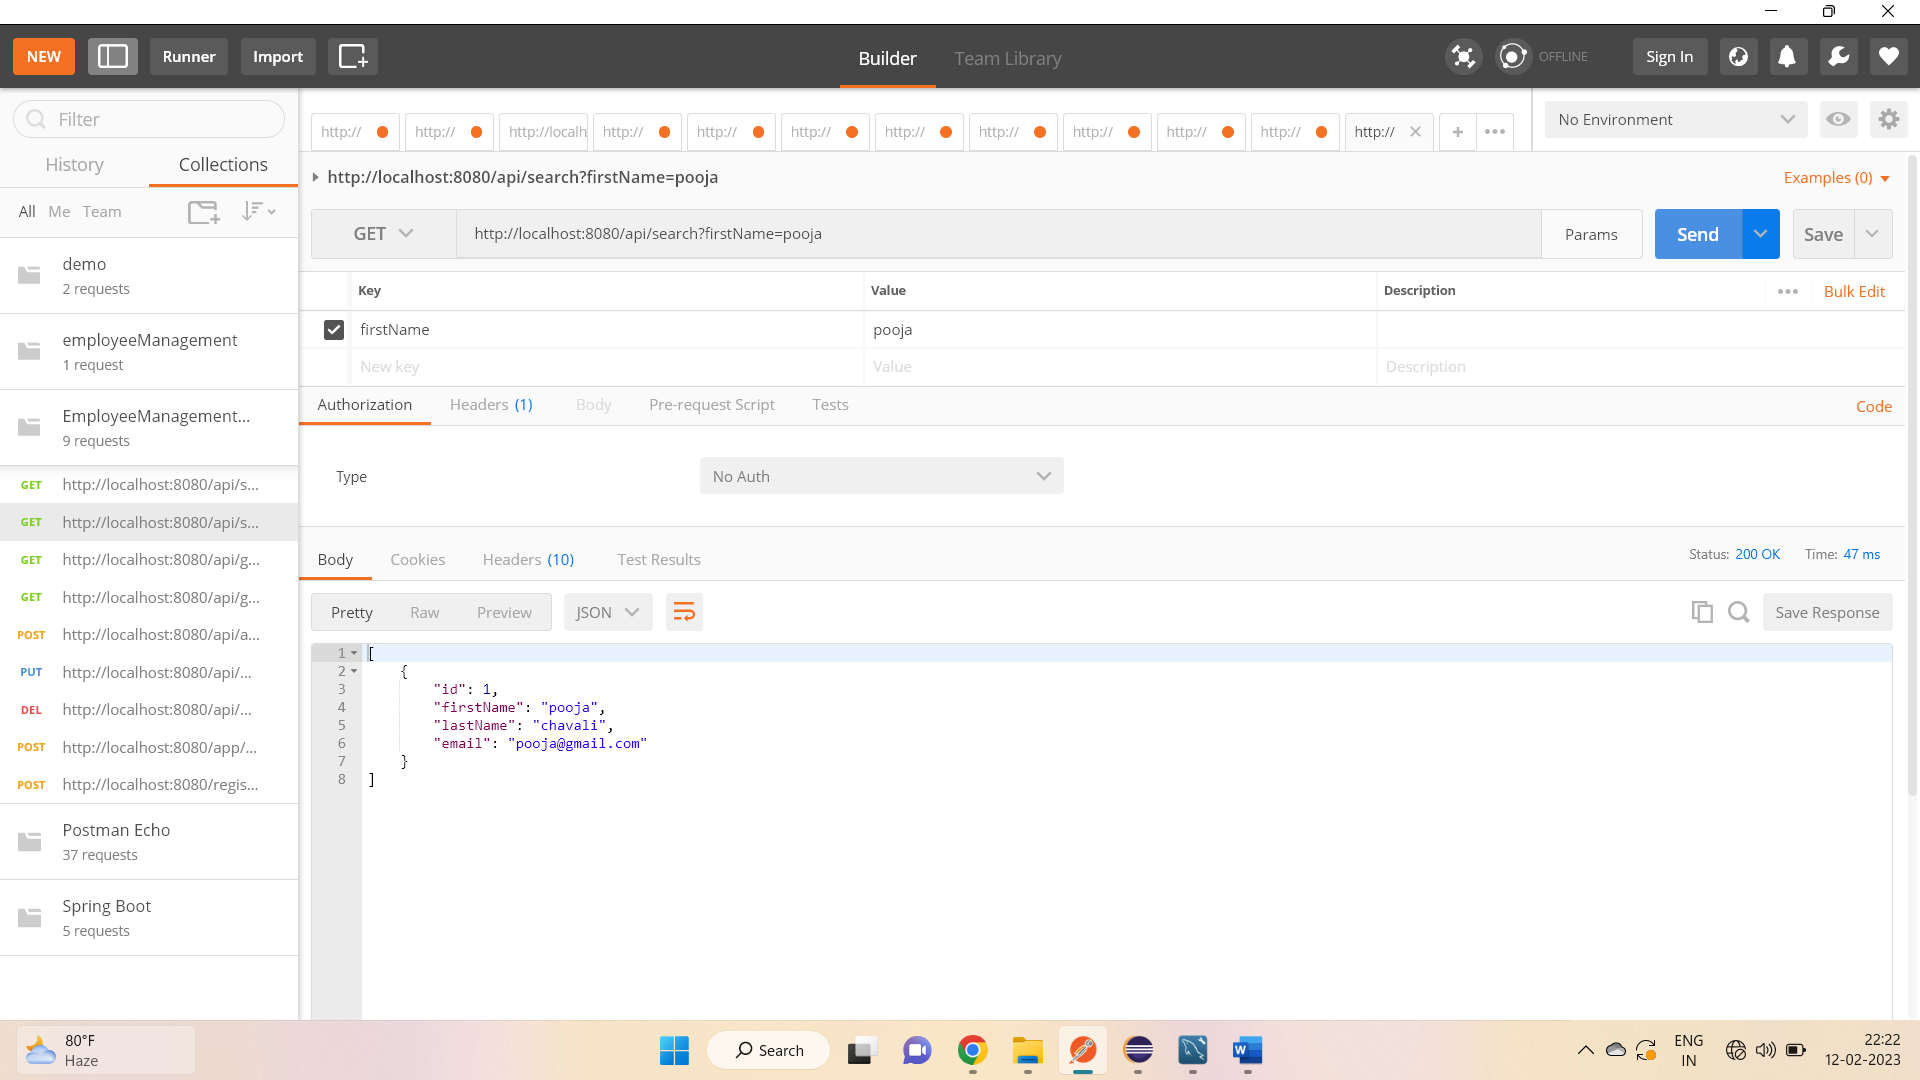 NEW
Runner
Import
Builder
Team Library
OFFLINE
Sign In
Filter
History
Collections
All Me Team
demo
2 requests
employeeManagement
1 request
EmployeeManagement...
9 requests
GET http://localhost:8080/api/s...
GET http://localhost:8080/api/s...
GET http://localhost:8080/api/g...
GET http://localhost:8080/api/g...
POST http://localhost:8080/api/a...
PUT http://localhost:8080/api/...
DEL http://localhost:8080/api/...
POST http://localhost:8080/app/...
POST http://localhost:8080/regis...
Postman Echo
37 requests
Spring Boot
5 requests
http:// http:// http://localh http:// http:// http:// http:// http:// http:// http:// http:// http://
No Environment
http://localhost:8080/api/search?firstName=pooja
Examples (0)
GET http://localhost:8080/api/search?firstName=pooja Params Send Save
Key Value Description Bulk Edit
firstName pooja
New key Value Description
Authorization Headers (1) Body Pre-request Script Tests Code
Type No Auth
Body Cookies Headers (10) Test Results Status: 200 OK Time: 47 ms
Pretty Raw Preview JSON Save Response
1 [
2 {
3 "id": 1,
4 "firstName": "pooja",
5 "lastName": "chavali",
6 "email": "pooja@gmail.com"
7 }
8 ]
80°F
Haze
Search
W
ENG
IN
22:22
12-02-2023